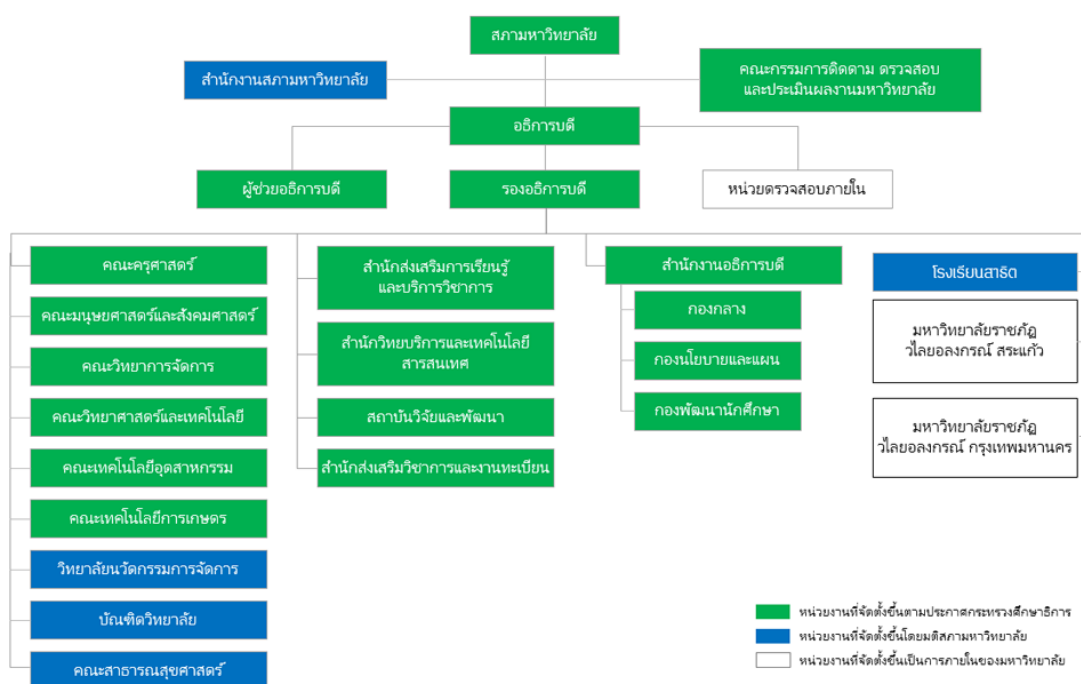 สภามหาวิทยาลัย
สำนักงานสภามหาวิทยาลัย
คณะกรรมการติดตาม ตรวจสอบ
และประเมินผลงานมหาวิทยาลัย
อธิการบดี
ผู้ช่วยอธิการบดี
รองอธิการบดี
หน่วยตรวจสอบภายใน
คณะครุศาสตร์
คณะมนุษยศาสตร์และสังคมศาสตร์
คณะวิทยาการจัดการ
คณะวิทยาศาสตร์และเทคโนโลยี
คณะเทคโนโลยีอุตสาหกรรม
คณะเทคโนโลยีการเกษตร
วิทยาลัยนวัตกรรมการจัดการ
บัณฑิตวิทยาลัย
คณะสาธารณสุขศาสตร์
สำนักส่งเสริมการเรียนรู้
และบริการวิชาการ
สำนักวิทยบริการและเทคโนโลยี
สารสนเทศ
สถาบันวิจัยและพัฒนา
สำนักส่งเสริมวิชาการและงานทะเบียน
สำนักงานอธิการบดี
กองกลาง
กองนโยบายและแผน
กองพัฒนานักศึกษา
โรงเรียนสาธิต
มหาวิทยาลัยราชภัฏ
วไลยอลงกรณ์ สระแก้ว
มหาวิทยาลัยราชภัฏ
วไลยอลงกรณ์ กรุงเทพมหานคร
หน่วยงานที่จัดตั้งขึ้นตามประกาศกระทรวงศึกษาธิการ
หน่วยงานที่จัดตั้งขึ้นโดยมติสภามหาวิทยาลัย
หน่วยงานที่จัดตั้งขึ้นเป็นการภายในของมหาวิทยาลัย